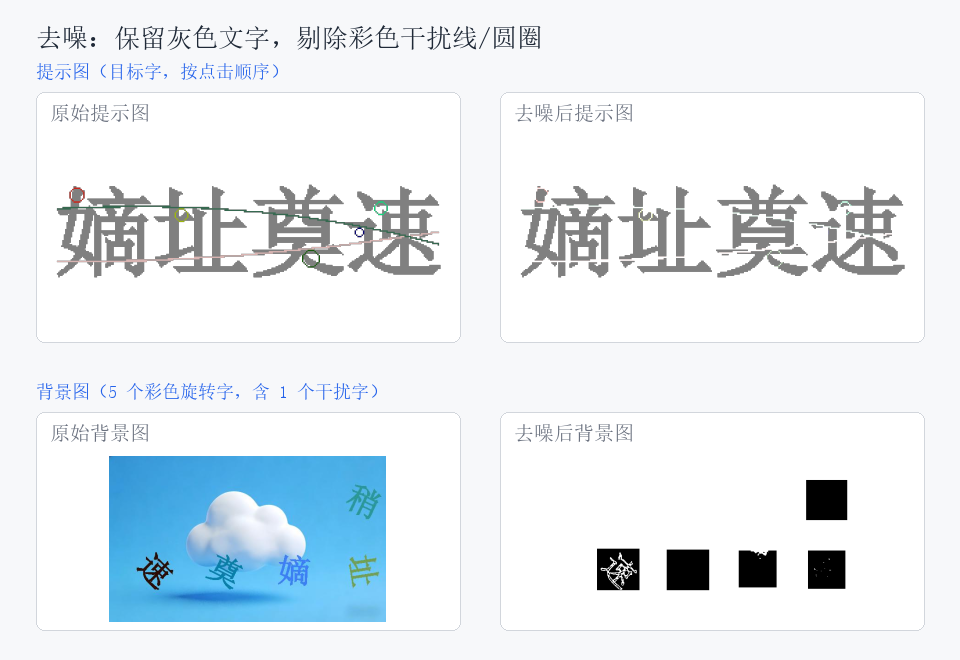 去噪：保留灰色文字，剔除彩色干扰线/圆圈
提示图（目标字，按点击顺序）
原始提示图
去噪后提示图
嫡址奠速
嫡址奠速
背景图（5 个彩色旋转字，含 1 个干扰字）
原始背景图
去噪后背景图
稍
速 奠 嫡 址
速